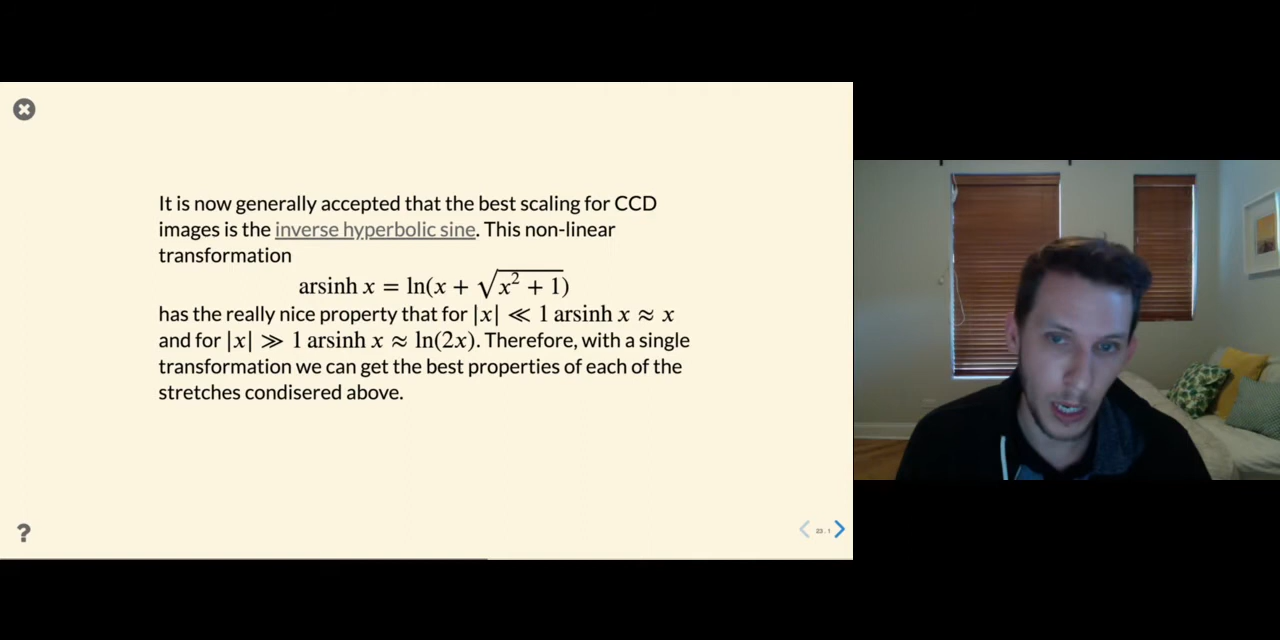 It is now generally accepted that the best scaling for CCD
images is the inverse hyperbolic sine. This non-linear
transformation
arsinh x = ln(x + √(x² + 1))
has the really nice property that for |x| ≪ 1 arsinh x ≈ x
and for |x| ≫ 1 arsinh x ≈ ln(2x). Therefore, with a single
transformation we can get the best properties of each of the
stretches condisered above.
?
23 . 1